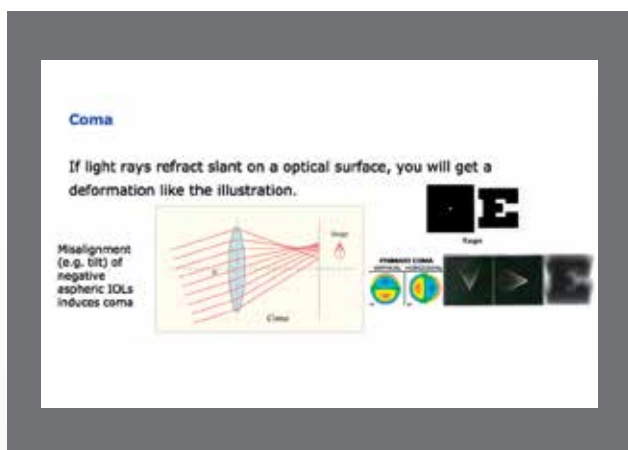 Coma
If light rays refract slant on a optical surface, you will get a
deformation like the illustration.
E
Target
Misalignment
(e.g. tilt) of
negative
aspheric IOLs
induces coma
Image
Coma
PRIMARY COMA
VERTICAL HORIZONTAL
E